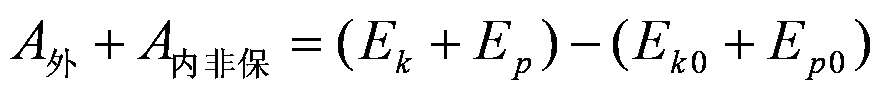 A外 + A内非保 = (Ek + Ep) − (Ek0 + Ep0)